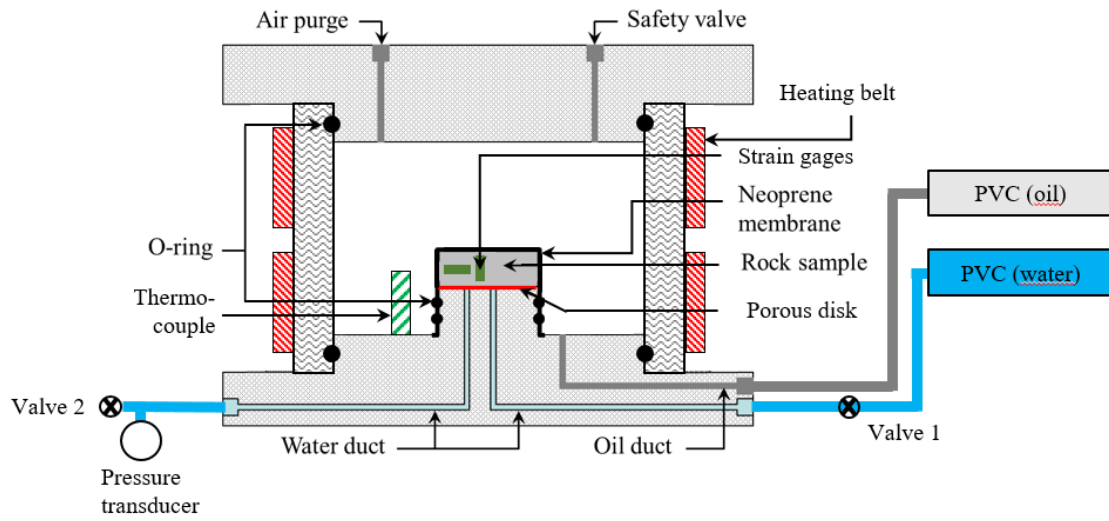 Air purge
Safety valve
Heating belt
Strain gages
Neoprene
membrane
PVC (oil)
O-ring
Rock sample
PVC (water)
Thermo-
couple
Porous disk
Valve 2
Water duct
Oil duct
Valve 1
Pressure
transducer